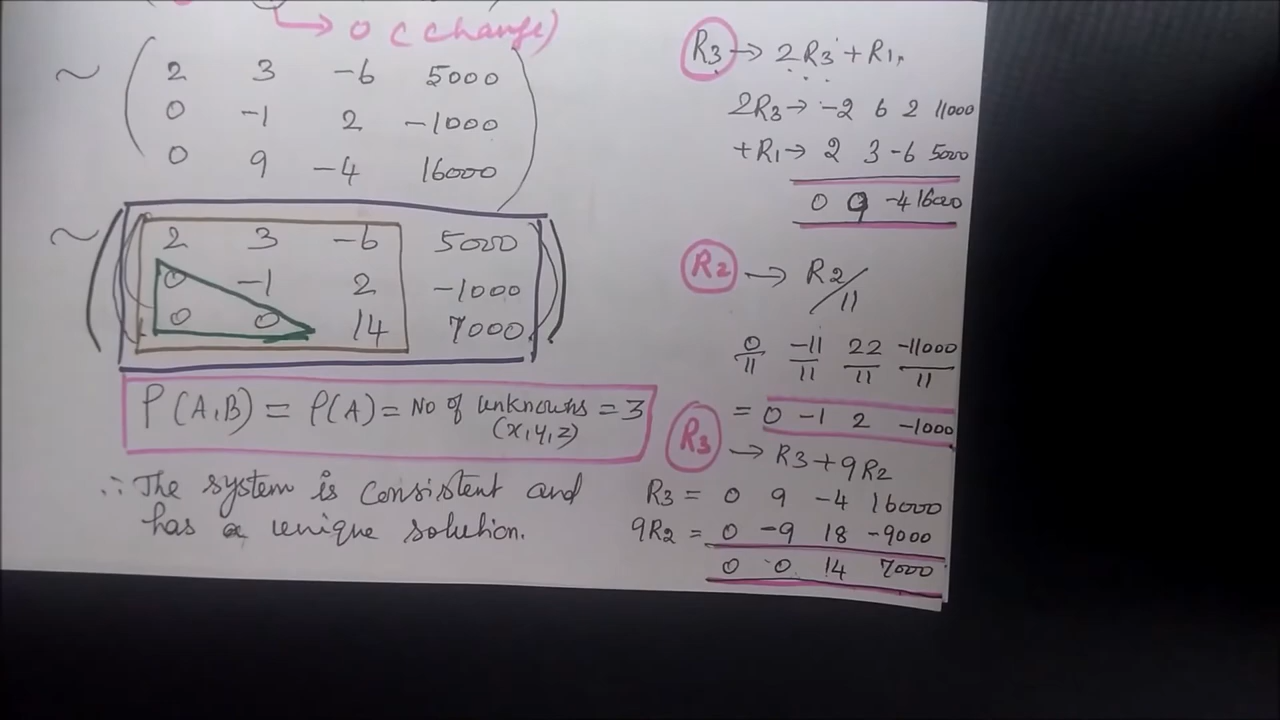 → 0 (change)
~ 2 3 -6 5000
0 -1 2 -1000
0 9 -4 16000
~ 2 3 -6 5000
0 -1 2 -1000
0 0 14 7000
ρ(A,B) = ρ(A) = No of unknowns = 3
(x,y,z)
∴ The system is consistent and
has a unique solution.
R3 → 2R3 + R1,
2R3 → -2 6 2 11000
+R1 → 2 3 -6 5000
0 9 -4 16000
R2 → R2/11
0/11 -11/11 22/11 -11000/11
= 0 -1 2 -1000
R3 → R3 + 9R2
R3 = 0 9 -4 16000
9R2 = 0 -9 18 -9000
0 0 14 7000